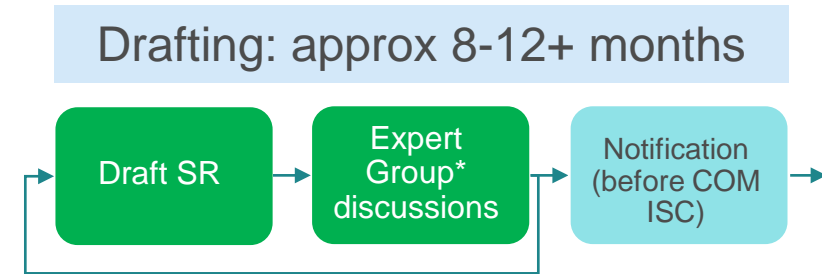 Drafting: approx 8-12+ months
Draft SR
Expert
Group*
discussions
Notification
(before COM
ISC)